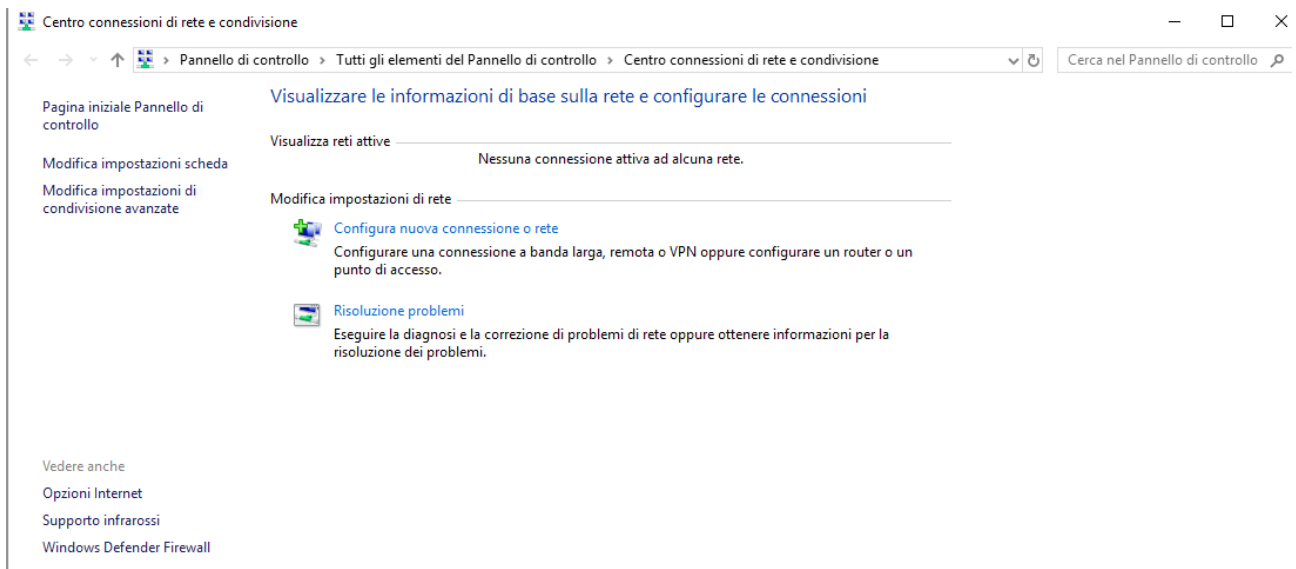 Centro connessioni di rete e condivisione
Pannello di controllo > Tutti gli elementi del Pannello di controllo > Centro connessioni di rete e condivisione
Cerca nel Pannello di controllo
Pagina iniziale Pannello di
controllo
Modifica impostazioni scheda
Modifica impostazioni di
condivisione avanzate
Visualizzare le informazioni di base sulla rete e configurare le connessioni
Visualizza reti attive
Nessuna connessione attiva ad alcuna rete.
Modifica impostazioni di rete
Configura nuova connessione o rete
Configurare una connessione a banda larga, remota o VPN oppure configurare un router o un
punto di accesso.
Risoluzione problemi
Eseguire la diagnosi e la correzione di problemi di rete oppure ottenere informazioni per la
risoluzione dei problemi.
Vedere anche
Opzioni Internet
Supporto infrarossi
Windows Defender Firewall